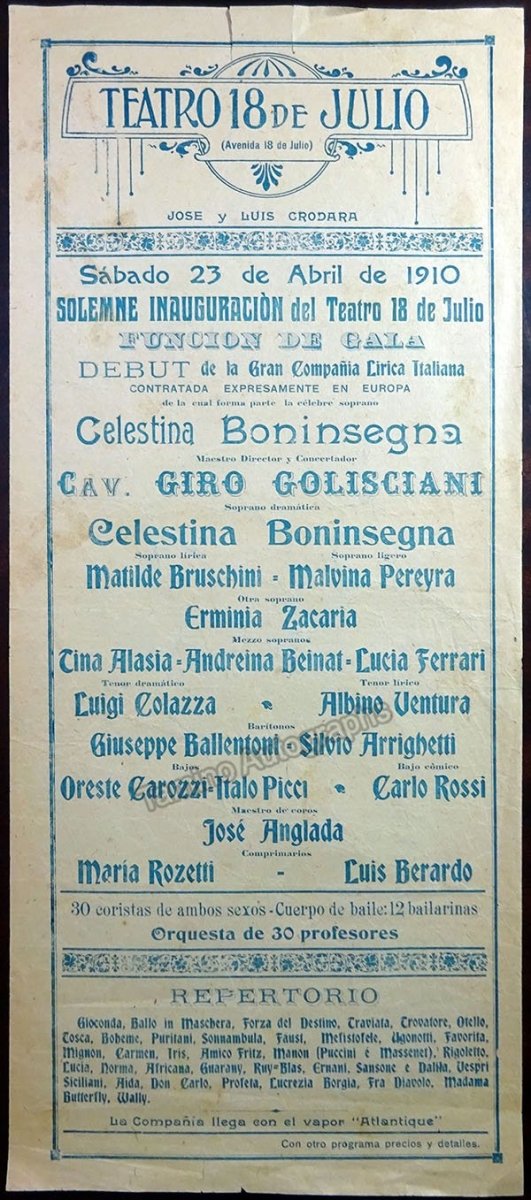 TEATRO 18 DE JULIO
(Avenida 18 de Julio)
JOSE y LUIS CRODARA
Sábado 23 de Abril de 1910
SOLEMNE INAUGURACIÒN del Teatro 18 de Julio
FUNCION DE GALA
DEBUT de la Gran Compañia Lirica Italiana
CONTRATADA EXPRESAMENTE EN EUROPA
de la cual forma parte la célebre soprano
Celestina Boninsegna
Maestro Director y Concertador
CAV. GIRO GOLISCIANI
Soprano dramática
Celestina Boninsegna
Soprano lírica Soprano ligero
Matilde Bruschini = Malvina Pereyra
Otra soprano
Erminia Zacaria
Mezzo sopranos
Tina Alasia=Andreina Beinat=Lucia Ferrari
Tenor dramático Tenor lírico
Luigi Colazza Albino Ventura
Barítonos
Giuseppe Ballentoni - Silvio Arrighetti
Bajos Bajo cómico
Oreste Carozzi-Italo Picci Carlo Rossi
Maestro de coros
José Anglada
Comprimarios
María Rozetti - Luis Berardo
30 coristas de ambos sexos - Cuerpo de baile: 12 bailarinas
Orquesta de 30 profesores
REPERTORIO
Gioconda, Ballo in Maschera, Forza del Destino, Traviata, Trovatore, Otello,
Tosca, Boheme, Puritani, Sonnambula, Faust, Mefistofele, Ugonotti, Favorita,
Mignon, Carmen, Iris, Amico Fritz, Manon (Puccini é Massenet), Rigoletto,
Lucia, Norma, Africana, Guarany, Ruy=Blas, Ernani, Sansone e Dalila, Vespri
Siciliani, Aida, Don Carlo, Profeta, Lucrezia Borgia, Fra Diavolo, Madama
Butterfly, Wally.
La Compañia llega con el vapor "Atlantique"
Con otro programa precios y detalles.
Tamino Autographs